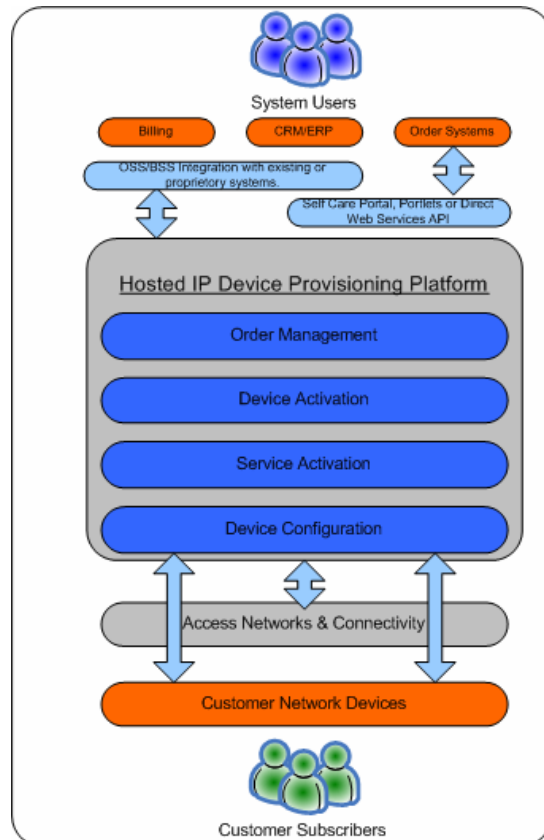 System Users
Billing
CRM/ERP
Order Systems
OSS/BSS Integration with existing or
proprietory systems.
Self Care Portal, Portlets or Direct
Web Services API
Hosted IP Device Provisioning Platform
Order Management
Device Activation
Service Activation
Device Configuration
Access Networks & Connectivity
Customer Network Devices
Customer Subscribers